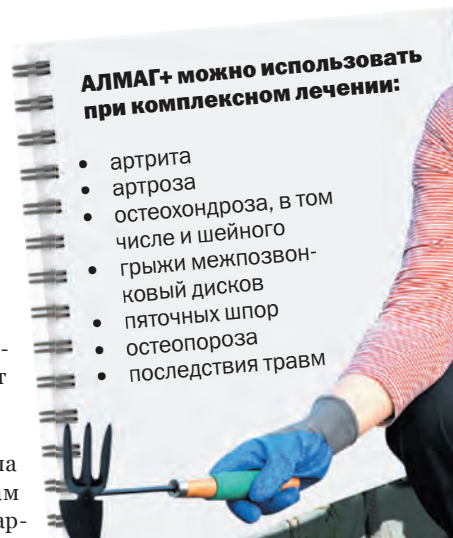 АЛМАГ+ можно использовать
при комплексном лечении:
• артрита
• артроза
• остеохондроза, в том
числе и шейного
• грыжи межпозвон-
ковый дисков
• пяточных шпор
• остеопороза
• последствия травм